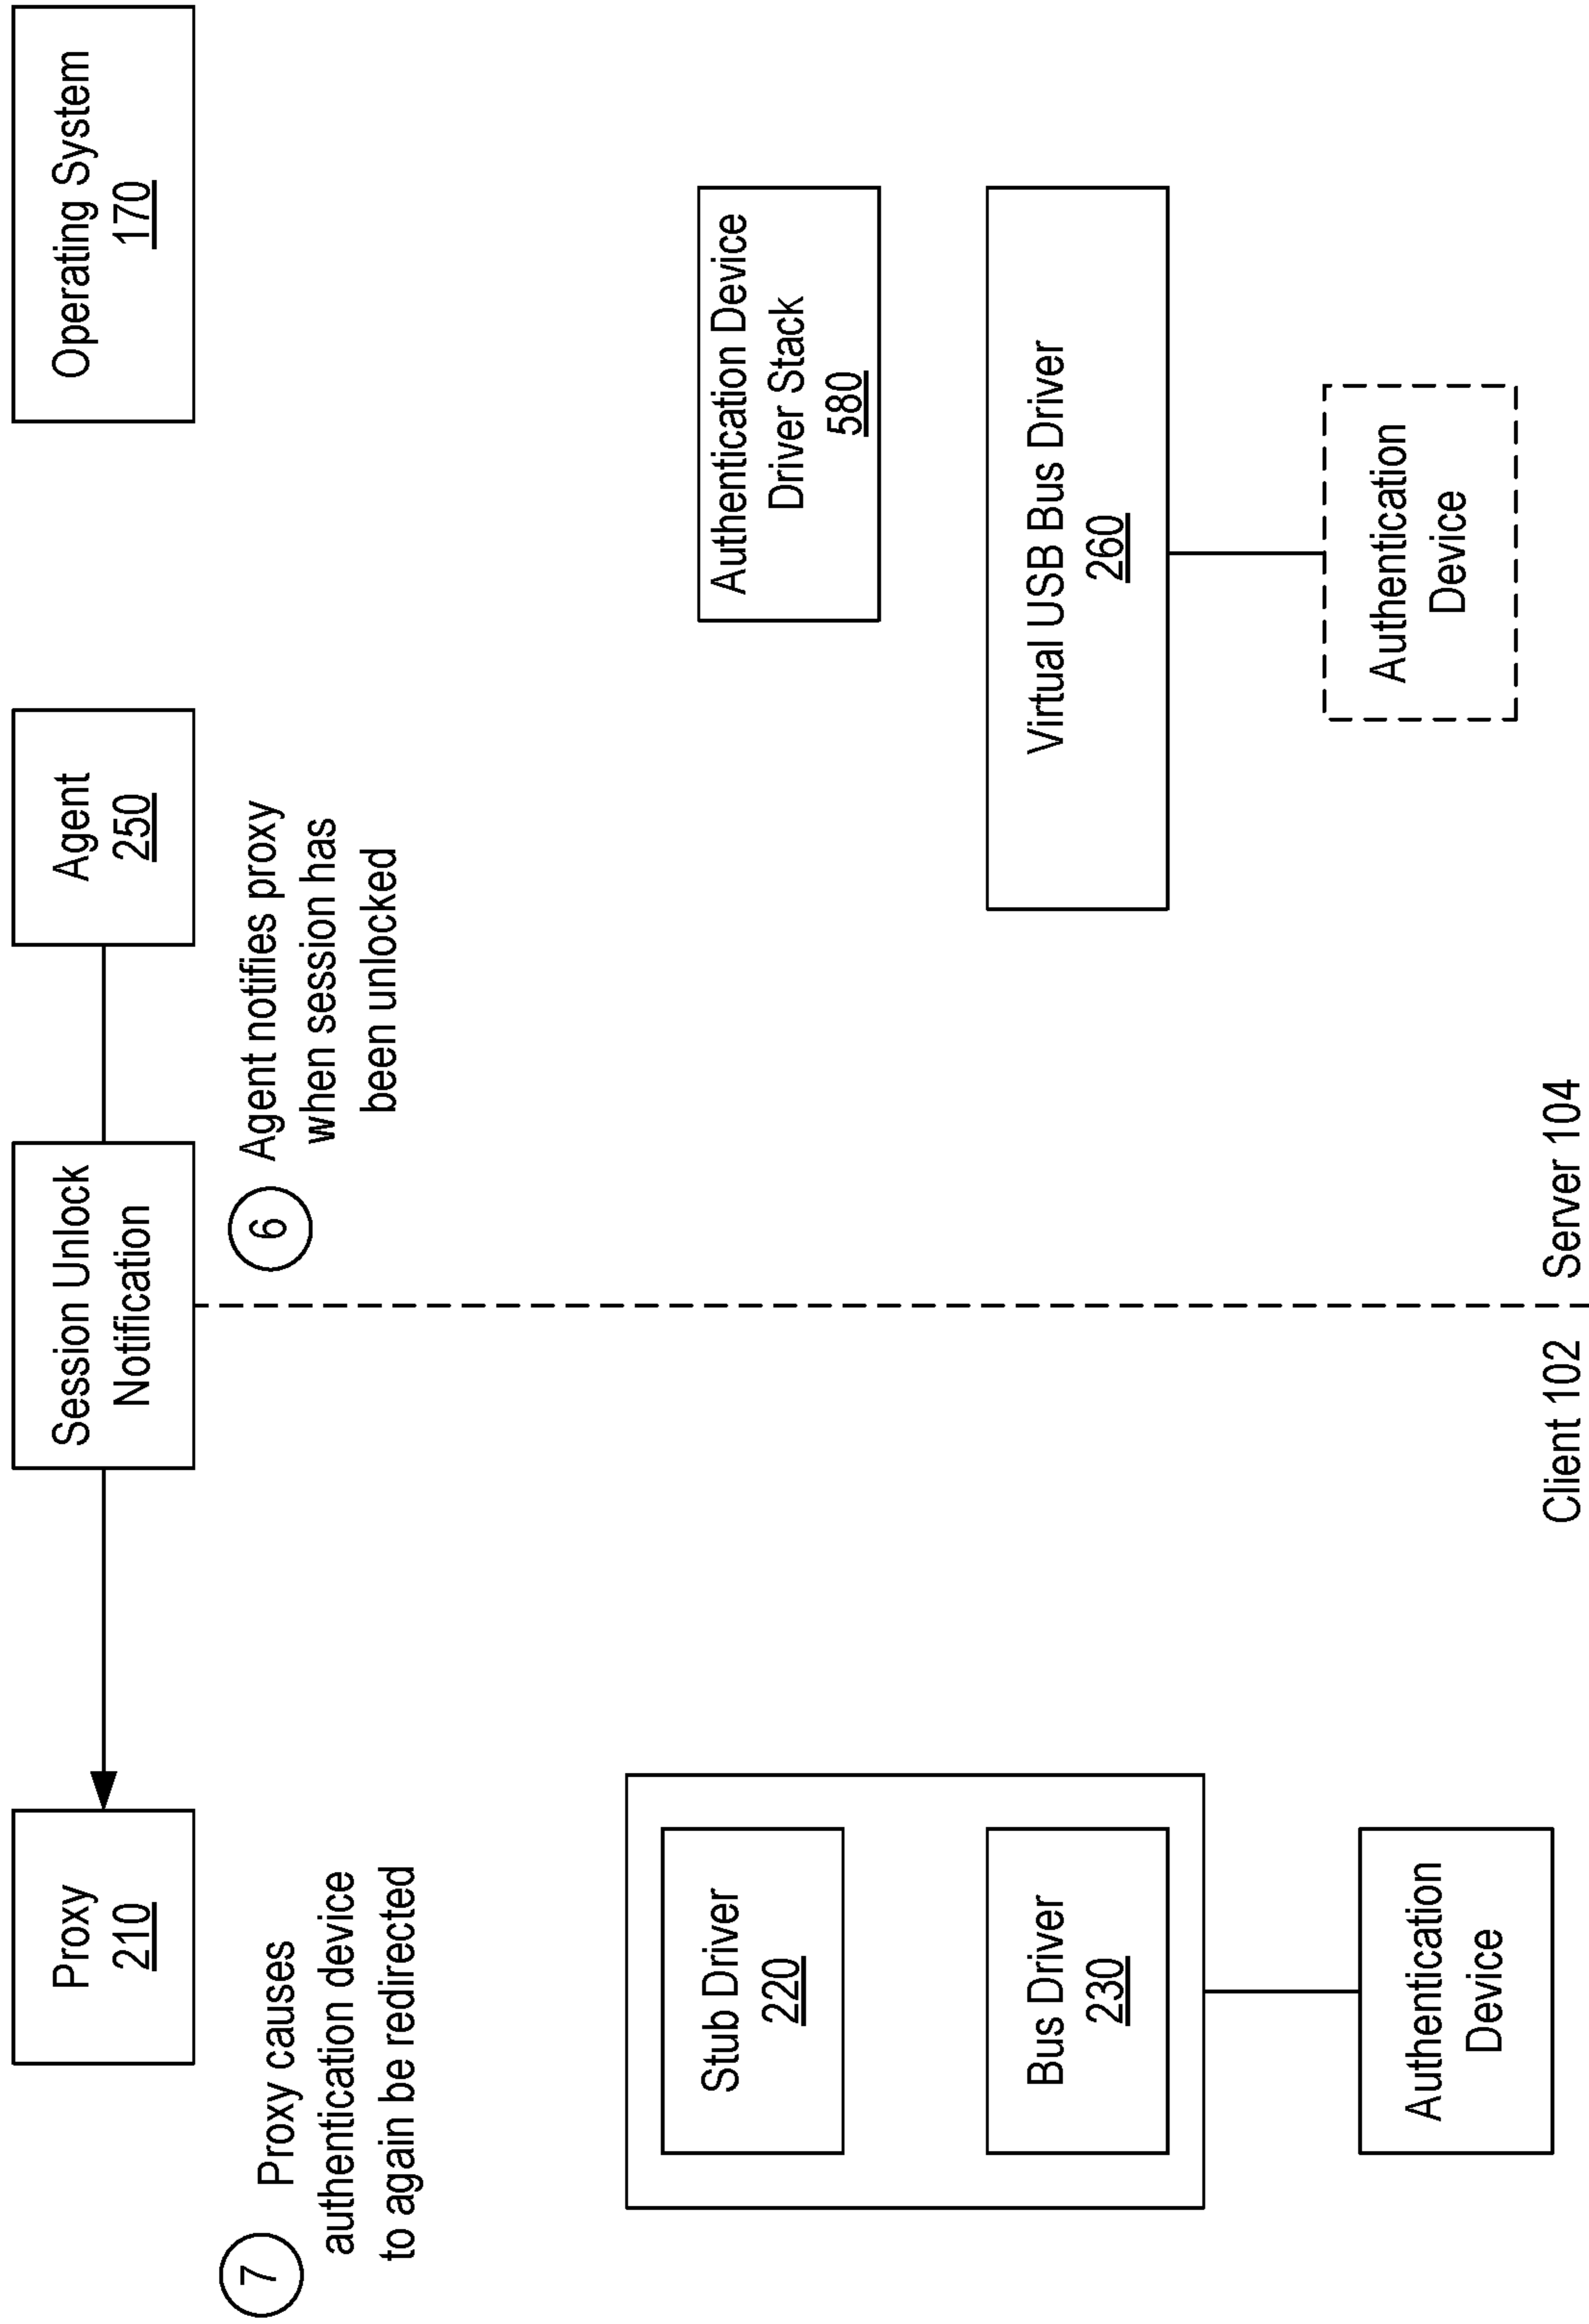 Proxy
210
Session Unlock
Notification
Agent
250
Operating System
170
7
Proxy causes
authentication device
to again be redirected
6
Agent notifies proxy
when session has
been unlocked
Stub Driver
220
Bus Driver
230
Authentication
Device
Authentication Device
Driver Stack
580
Virtual USB Bus Driver
260
Authentication
Device
Client 102
Server 104